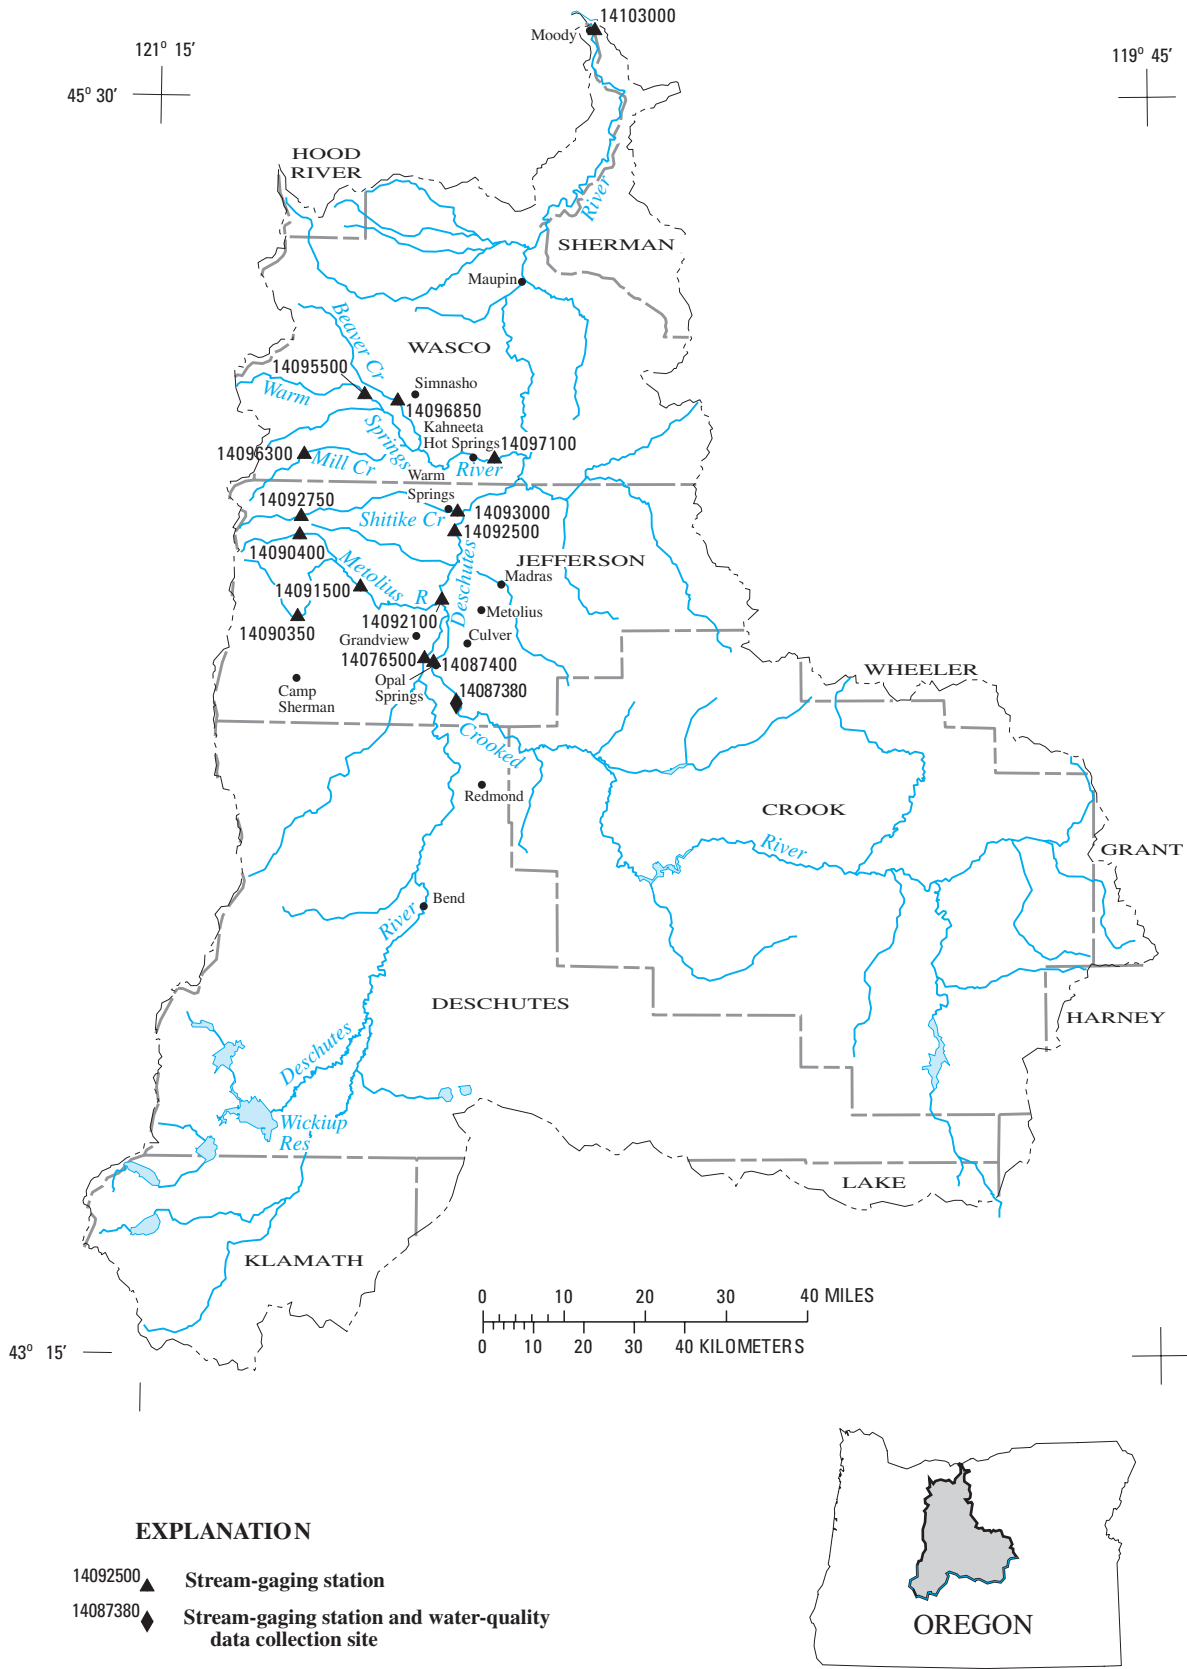 14103000
Moody
121° 15′
119° 45′
45° 30′
HOOD
RIVER
River
SHERMAN
Maupin
Beaver Cr
WASCO
14095500
Simnasho
Warm
14096850
Kahneeta
Hot Springs
14097100
Springs
14096300
Mill Cr
River
Warm
Springs
14092750
Shitike Cr
14093000
14092500
14090400
JEFFERSON
Metolius
R
Deschutes
Madras
14091500
Metolius
14092100
14090350
Grandview
Culver
14076500
14087400
WHEELER
Opal
Springs
14087380
Camp
Sherman
Crooked
Redmond
CROOK
River
GRANT
Bend
River
DESCHUTES
HARNEY
Deschutes
Wickiup
Res
LAKE
KLAMATH
0 10 20 30 40 MILES
0 10 20 30 40 KILOMETERS
43° 15′
EXPLANATION
14092500 Stream-gaging station
14087380 Stream-gaging station and water-quality
data collection site
OREGON